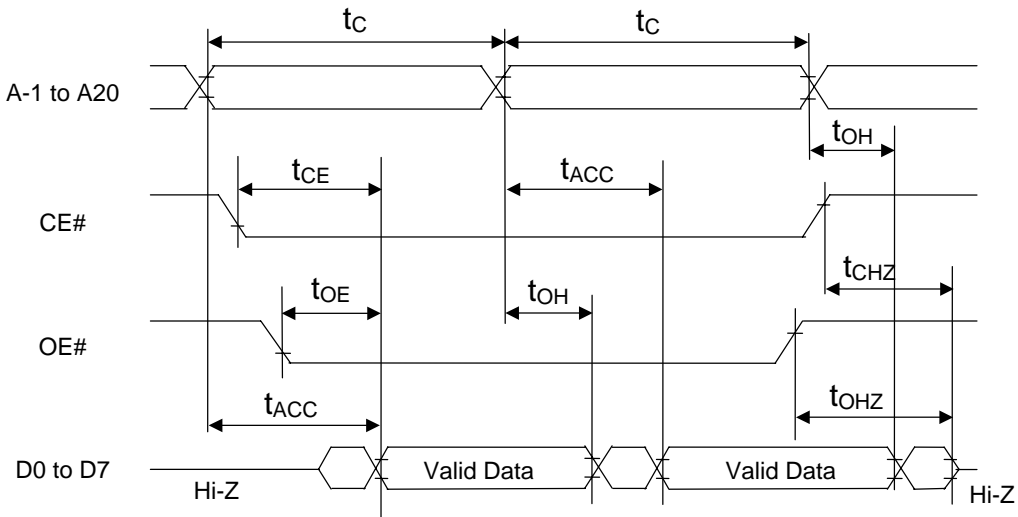 tC tC
A-1 to A20
tOH
tCE tACC
CE#
tCHZ
tOE tOH
OE#
tACC tOHZ
D0 to D7 Valid Data Valid Data
Hi-Z Hi-Z